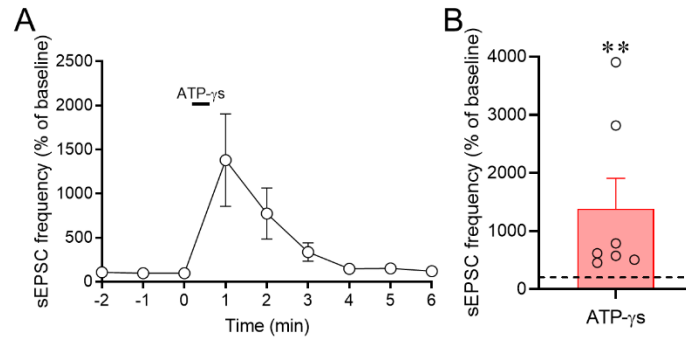 A
sEPSC frequency (% of baseline)
2500
2000
1500
1000
500
0
ATP-γs
-2 -1 0 1 2 3 4 5 6
Time (min)
B
sEPSC frequency (% of baseline)
**
4000
3000
2000
1000
0
ATP-γs